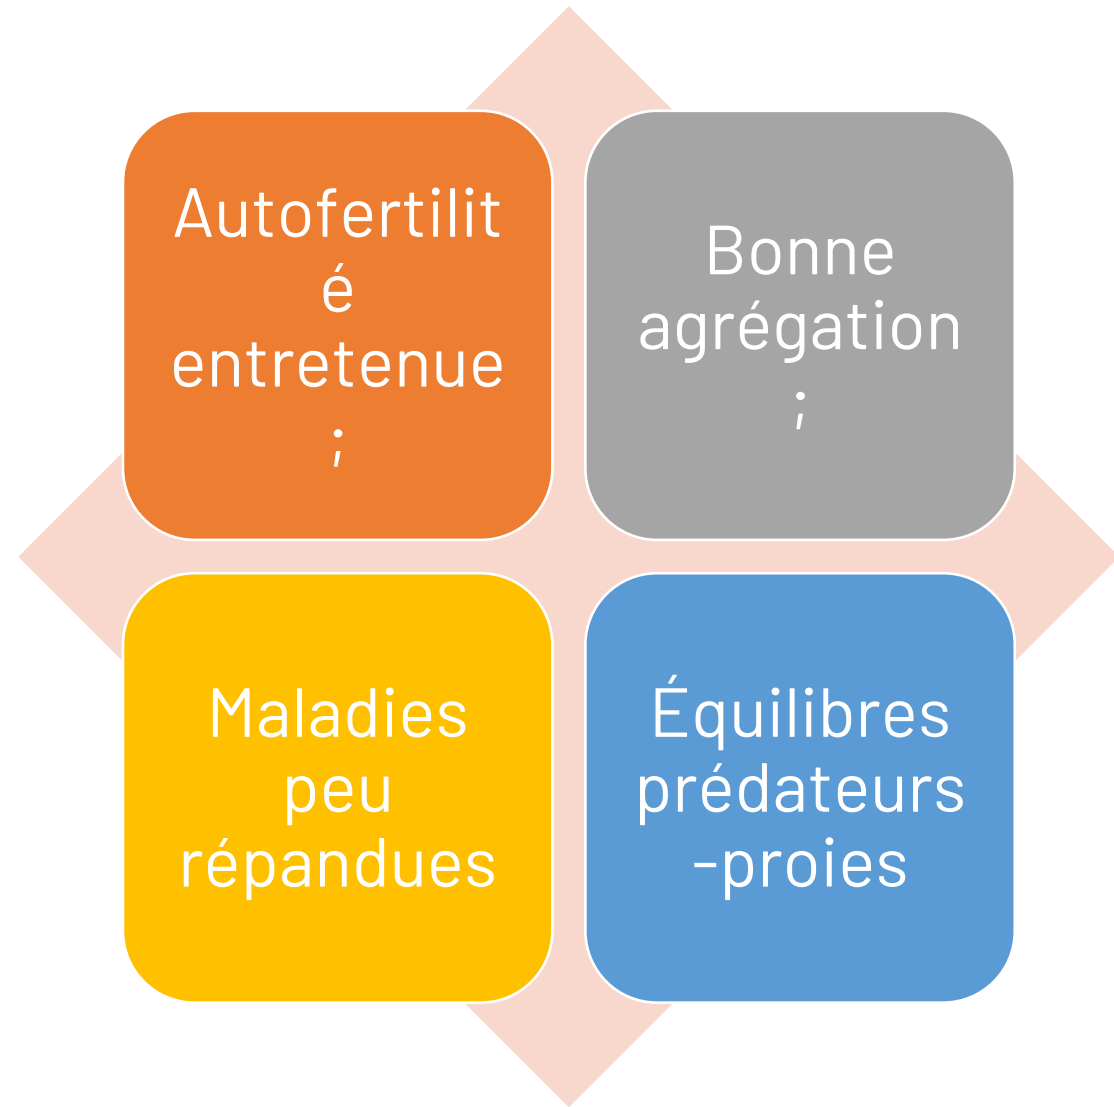 Autofertilit
é
entretenue
;
Bonne
agrégation
;
Maladies
peu
répandues
Équilibres
prédateurs
-proies